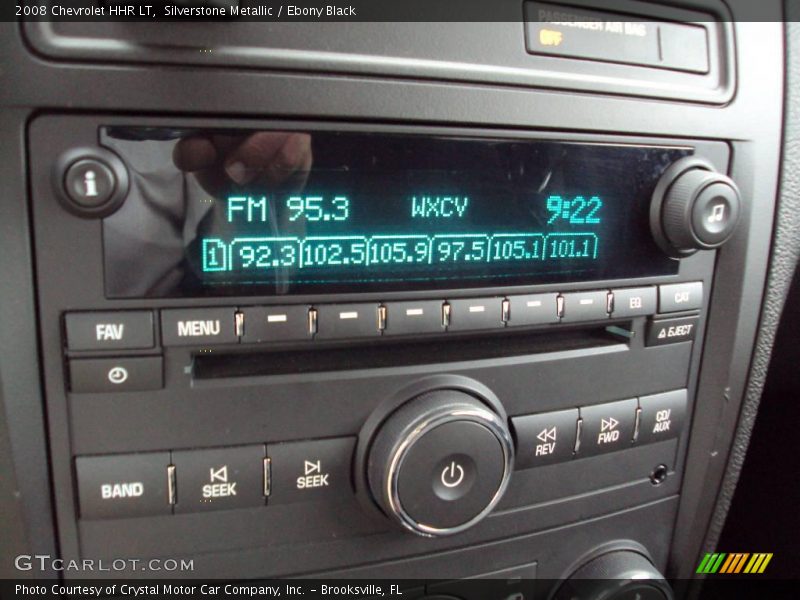 2008 Chevrolet HHR LT,  Silverstone Metallic / Ebony Black
PASSENGER AIR BAG
OFF
i
FM 95.3 WXCV 9:22
1 92.3 102.5 105.9 97.5 105.1 101.1
FAV MENU EQ CAT
EJECT
REV FWD CD/AUX
BAND SEEK SEEK
GTCARLOT.COM
Photo Courtesy of Crystal Motor Car Company, Inc. - Brooksville, FL